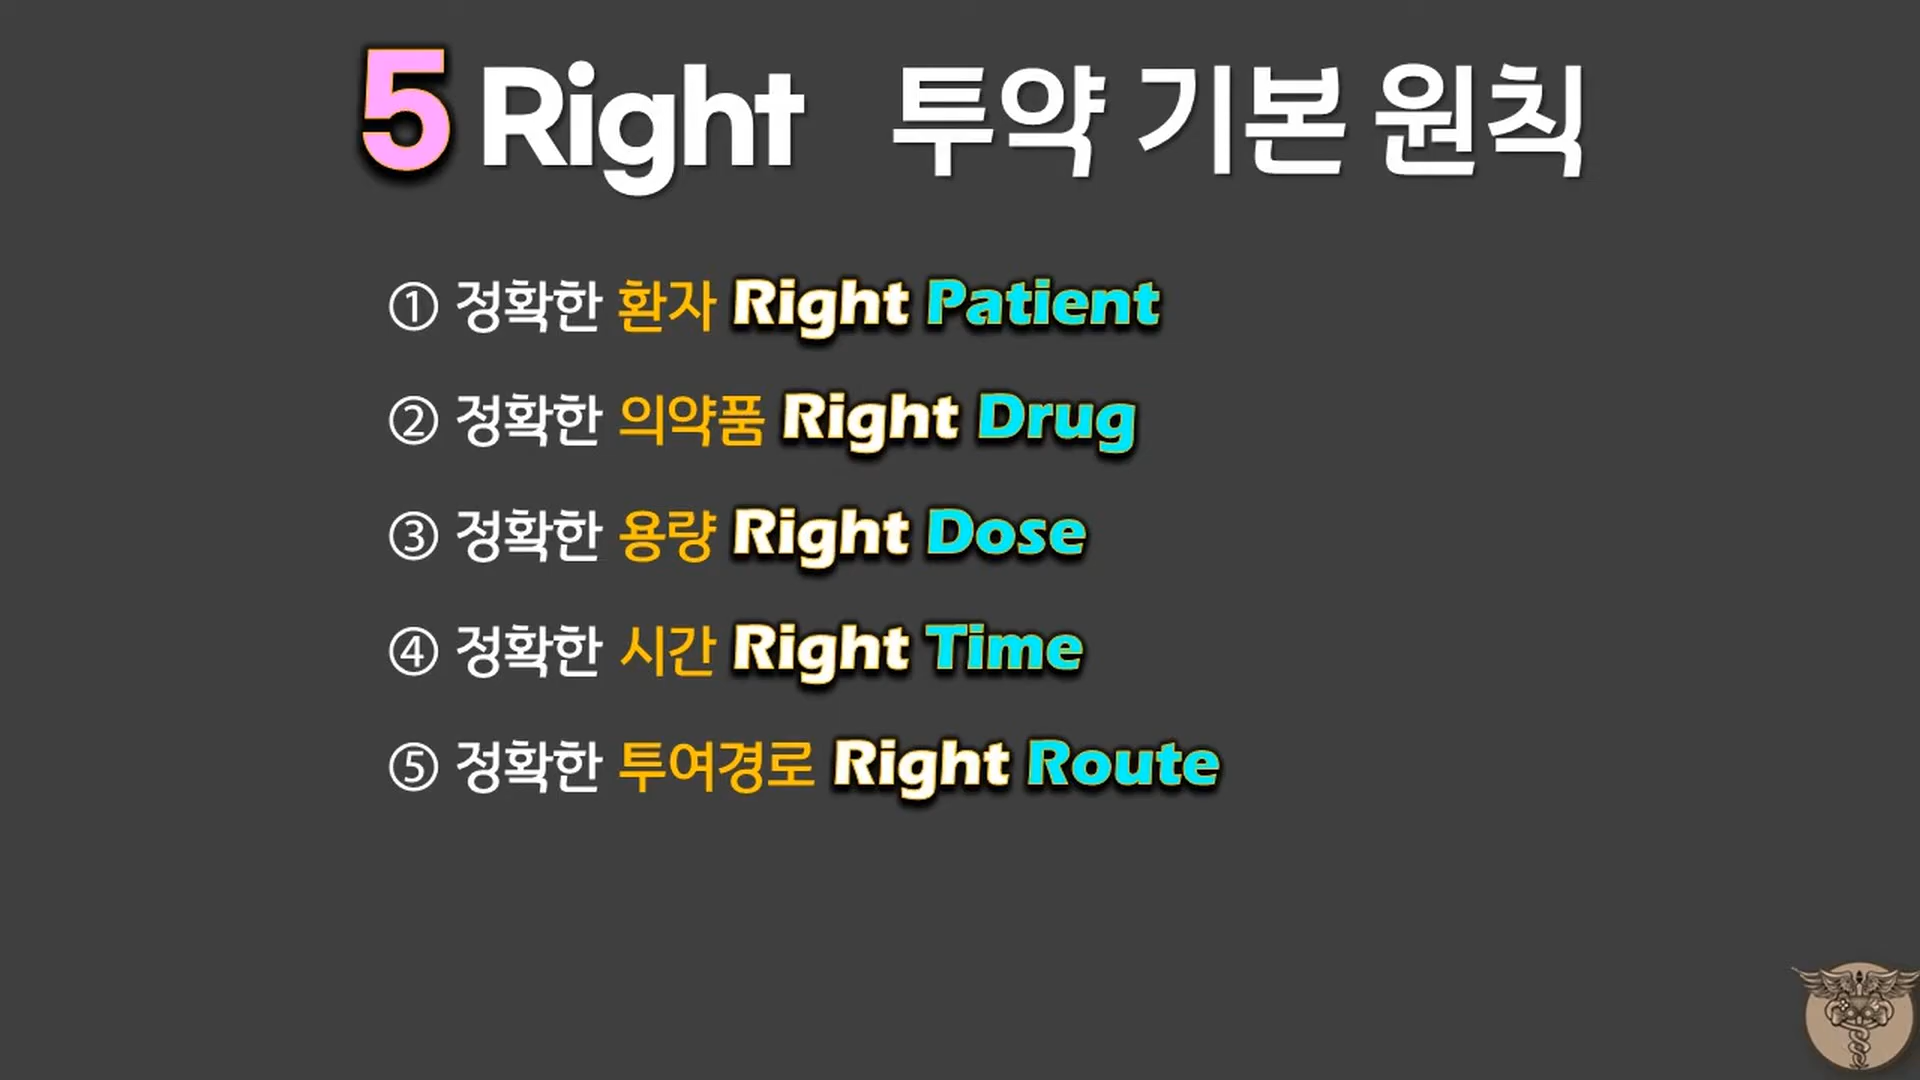 5 Right 투약 기본 원칙
① 정확한 환자 Right Patient
② 정확한 의약품 Right Drug
③ 정확한 용량 Right Dose
④ 정확한 시간 Right Time
⑤ 정확한 투여경로 Right Route